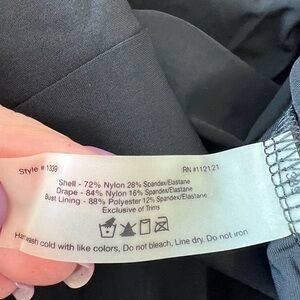 Style # 1339
RN #112121
Shell - 72% Nylon 28% Spandex/Elastane
Drape - 84% Nylon 16% Spandex/Elastane
Bust Lining - 88% Polyester 12% Spandex/Elastane
Exclusive of Trims
Hand wash cold with like colors, Do not bleach, Line dry. Do not iron